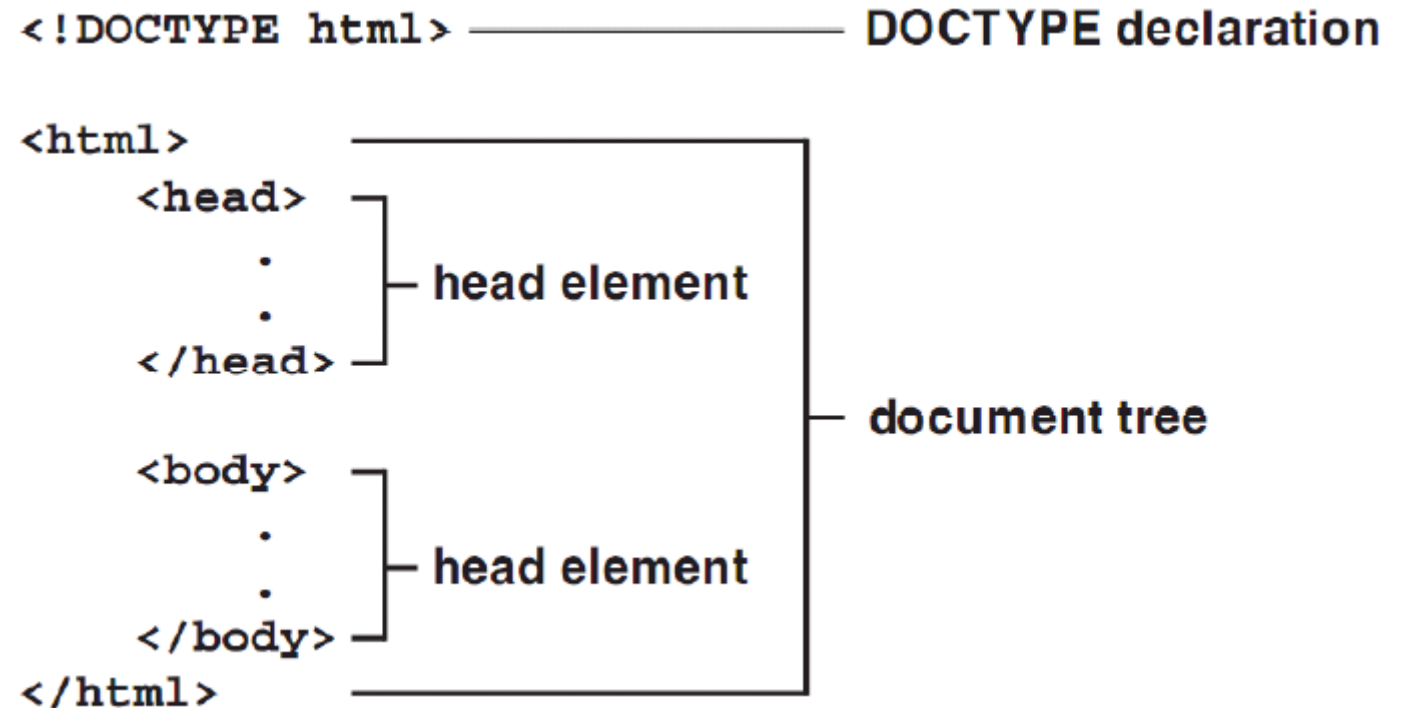 <!DOCTYPE html> DOCTYPE declaration
<html>
<head>
.
head element
.
</head>
document tree
<body>
.
head element
.
</body>
</html>